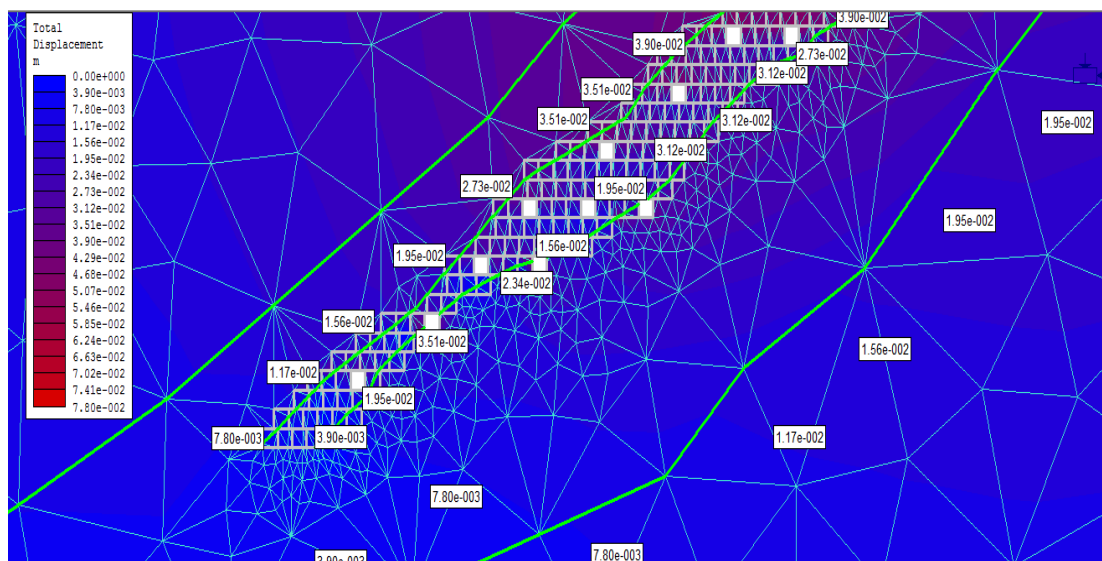 Total
Displacement
m
0.00e+000
3.90e-003
7.80e-003
1.17e-002
1.56e-002
1.95e-002
2.34e-002
2.73e-002
3.12e-002
3.51e-002
3.90e-002
4.29e-002
4.68e-002
5.07e-002
5.46e-002
5.85e-002
6.24e-002
6.63e-002
7.02e-002
7.41e-002
7.80e-002
3.90e-002
3.90e-002
2.73e-002
3.12e-002
3.51e-002
3.51e-002
3.12e-002
1.95e-002
3.12e-002
2.73e-002
1.95e-002
1.95e-002
1.56e-002
1.95e-002
2.34e-002
1.56e-002
3.51e-002
1.56e-002
1.17e-002
1.95e-002
7.80e-003
3.90e-003
1.17e-002
7.80e-003
3.90e-003
7.80e-003